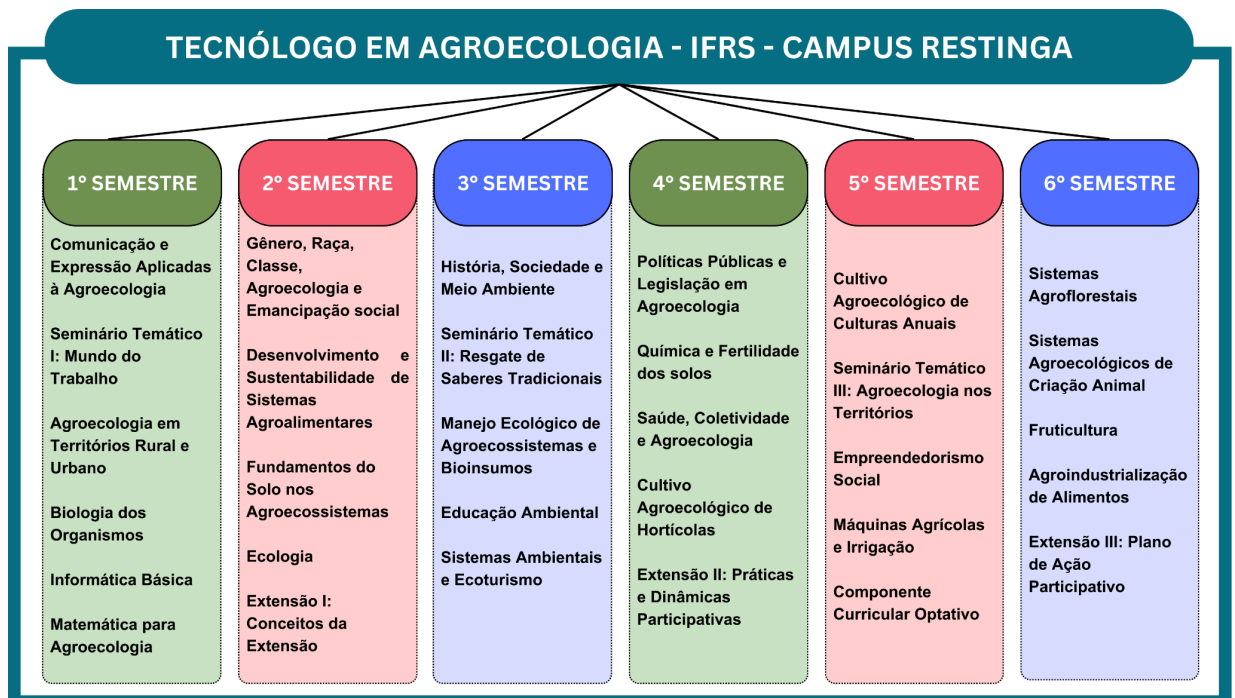 TECNÓLOGO EM AGROECOLOGIA - IFRS - CAMPUS RESTINGA
1º SEMESTRE
Comunicação e
Expressão Aplicadas
à Agroecologia
Seminário Temático
I: Mundo do
Trabalho
Agroecologia em
Territórios Rural e
Urbano
Biologia dos
Organismos
Informática Básica
Matemática para
Agroecologia
2º SEMESTRE
Gênero, Raça,
Classe,
Agroecologia e
Emancipação social
Desenvolvimento e
Sustentabilidade de
Sistemas
Agroalimentares
Fundamentos do
Solo nos
Agroecossistemas
Ecologia
Extensão I:
Conceitos da
Extensão
3º SEMESTRE
História, Sociedade e
Meio Ambiente
Seminário Temático
II: Resgate de
Saberes Tradicionais
Manejo Ecológico de
Agroecossistemas e
Bioinsumos
Educação Ambiental
Sistemas Ambientais
e Ecoturismo
4º SEMESTRE
Políticas Públicas e
Legislação em
Agroecologia
Química e Fertilidade
dos solos
Saúde, Coletividade
e Agroecologia
Cultivo
Agroecológico de
Hortícolas
Extensão II: Práticas
e Dinâmicas
Participativas
5º SEMESTRE
Cultivo
Agroecológico de
Culturas Anuais
Seminário Temático
III: Agroecologia nos
Territórios
Empreendedorismo
Social
Máquinas Agrícolas
e Irrigação
Componente
Curricular Optativo
6º SEMESTRE
Sistemas
Agroflorestais
Sistemas
Agroecológicos de
Criação Animal
Fruticultura
Agroindustrialização
de Alimentos
Extensão III: Plano
de Ação
Participativo